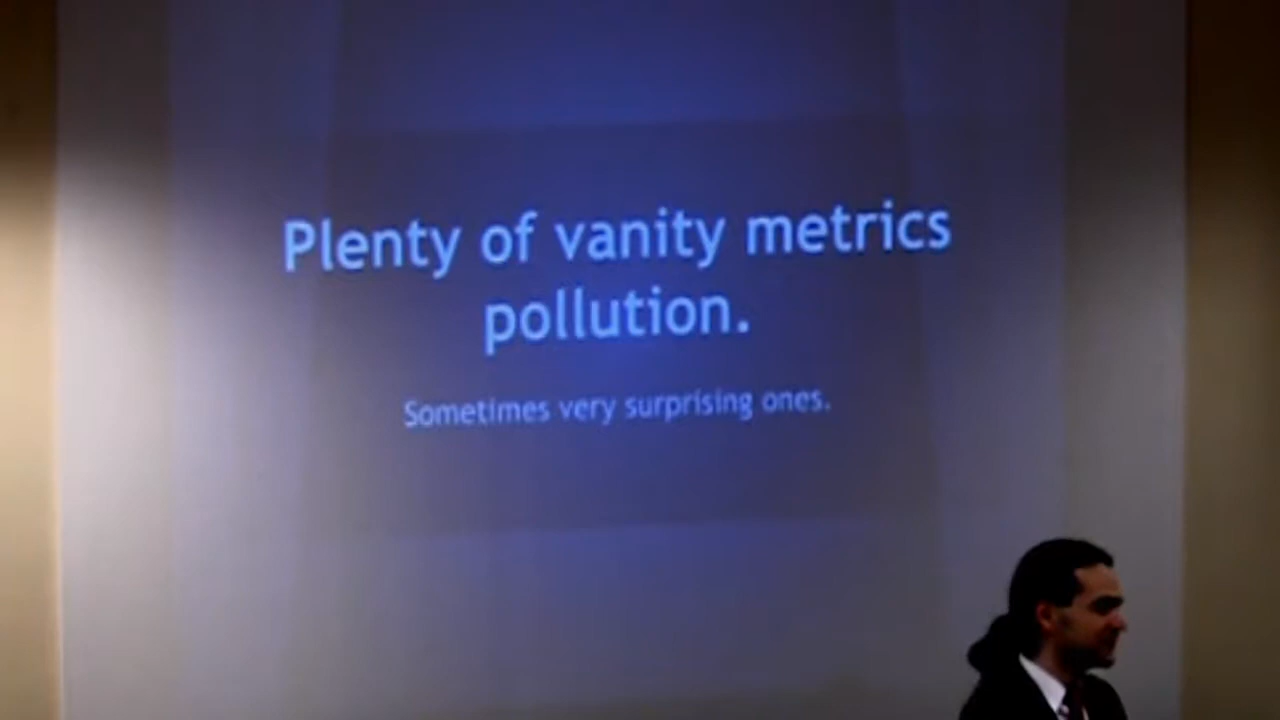 Plenty of vanity metrics
pollution.
Sometimes very surprising ones.